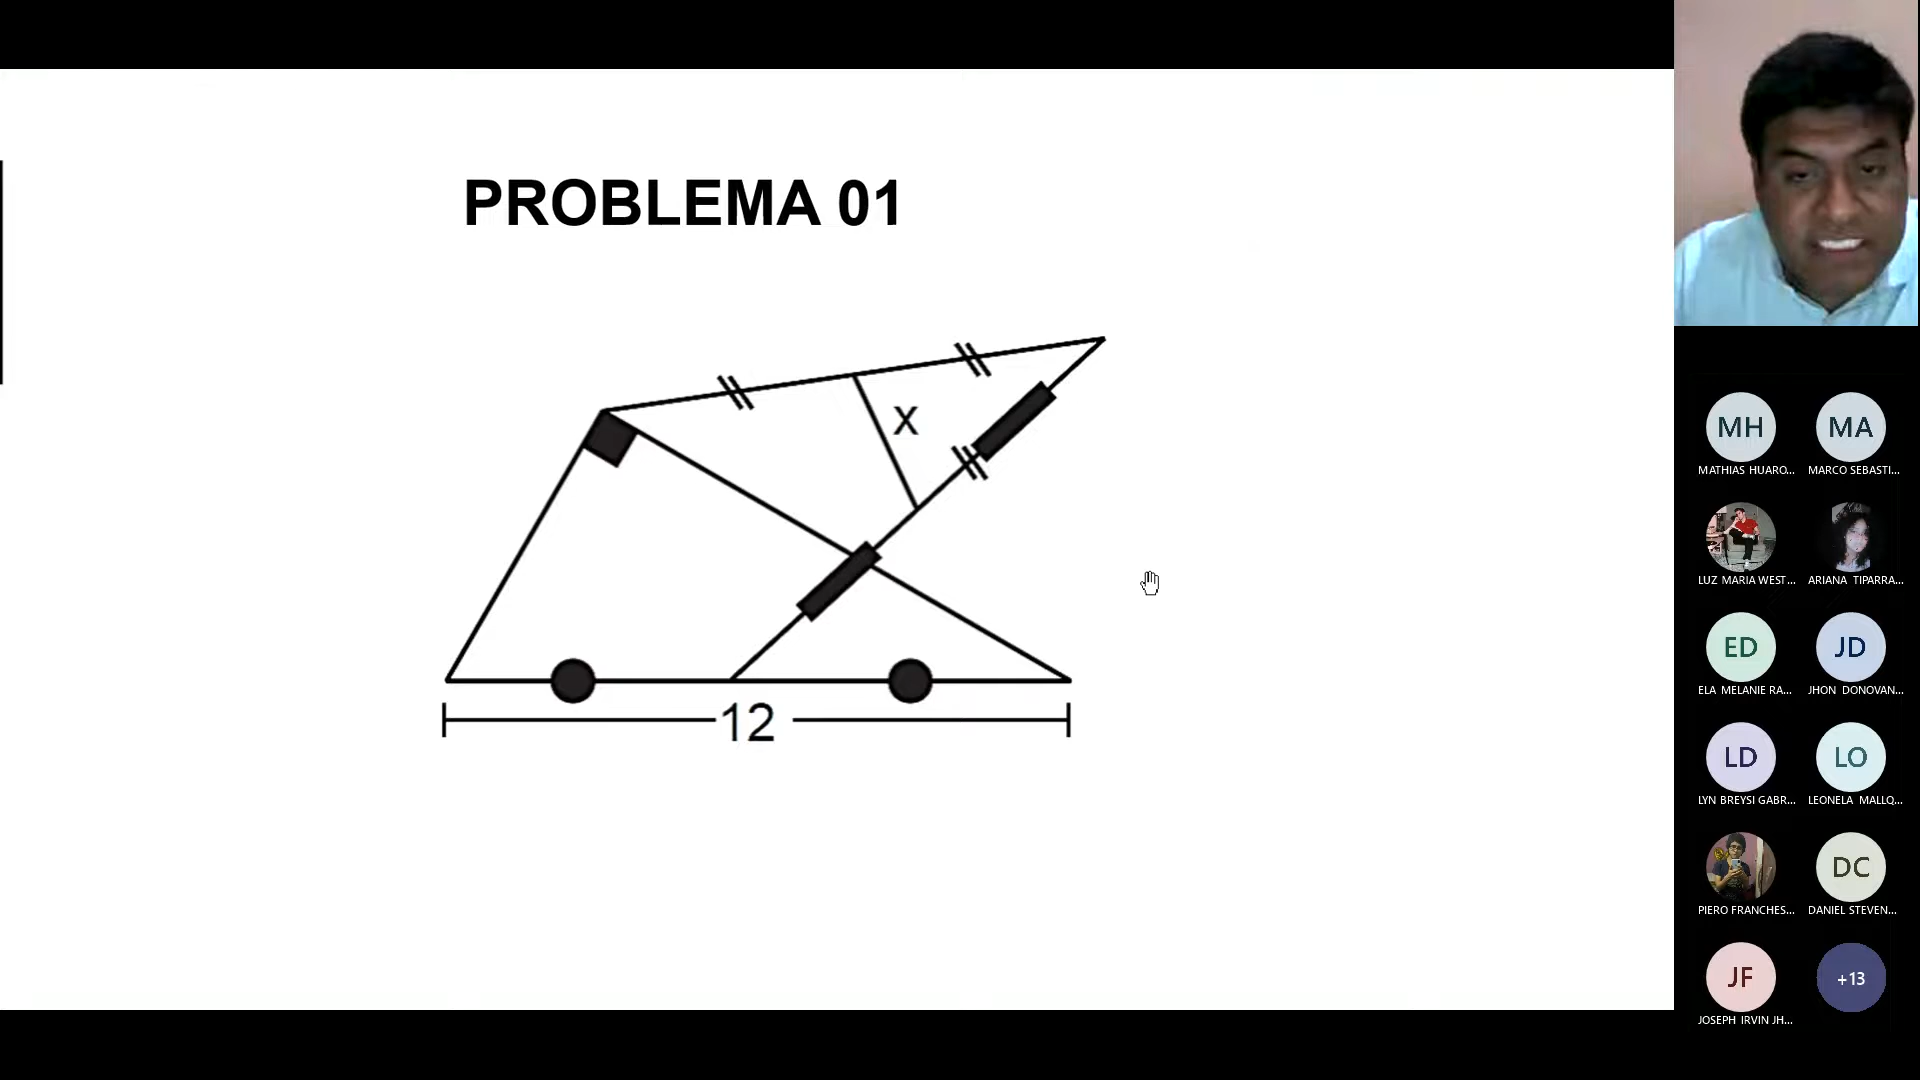 PROBLEMA 01
X
12
MH
MATHIAS HUARO...
MA
MARCO SEBASTI...
LUZ MARIA WEST...
ARIANA TIPARRA...
ED
ELA MELANIE RA...
JD
JHON DONOVAN...
LD
LYN BREYSI GABR...
LO
LEONELA MALLQ...
PIERO FRANCHES...
DC
DANIEL STEVEN...
JF
JOSEPH IRVIN JH...
+13